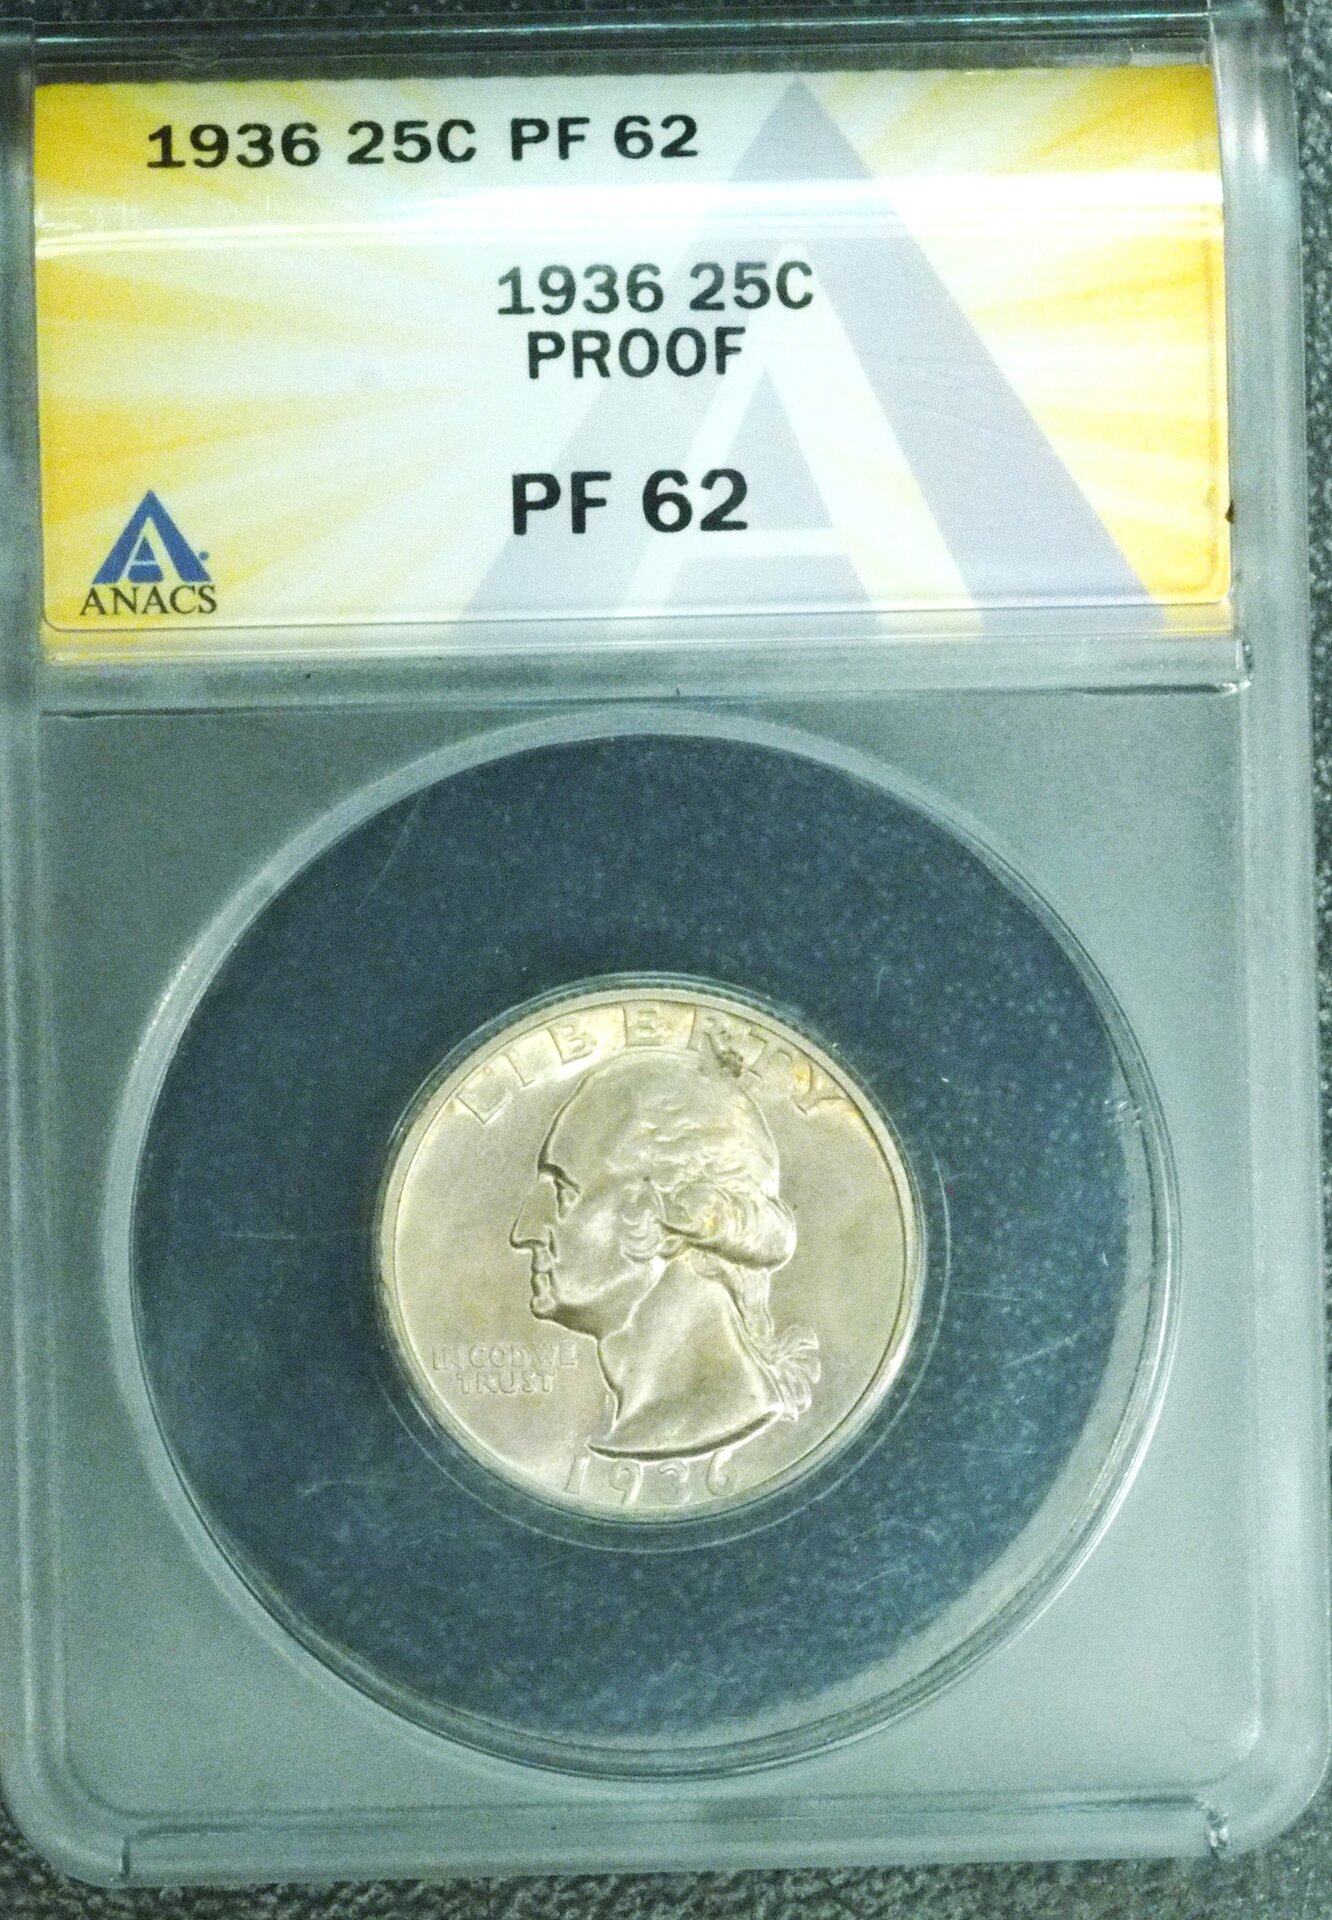 1936 25C PF 62
1936 25C
PROOF
PF 62
ANACS
LIBERTY
IN GOD WE
TRUST
1936